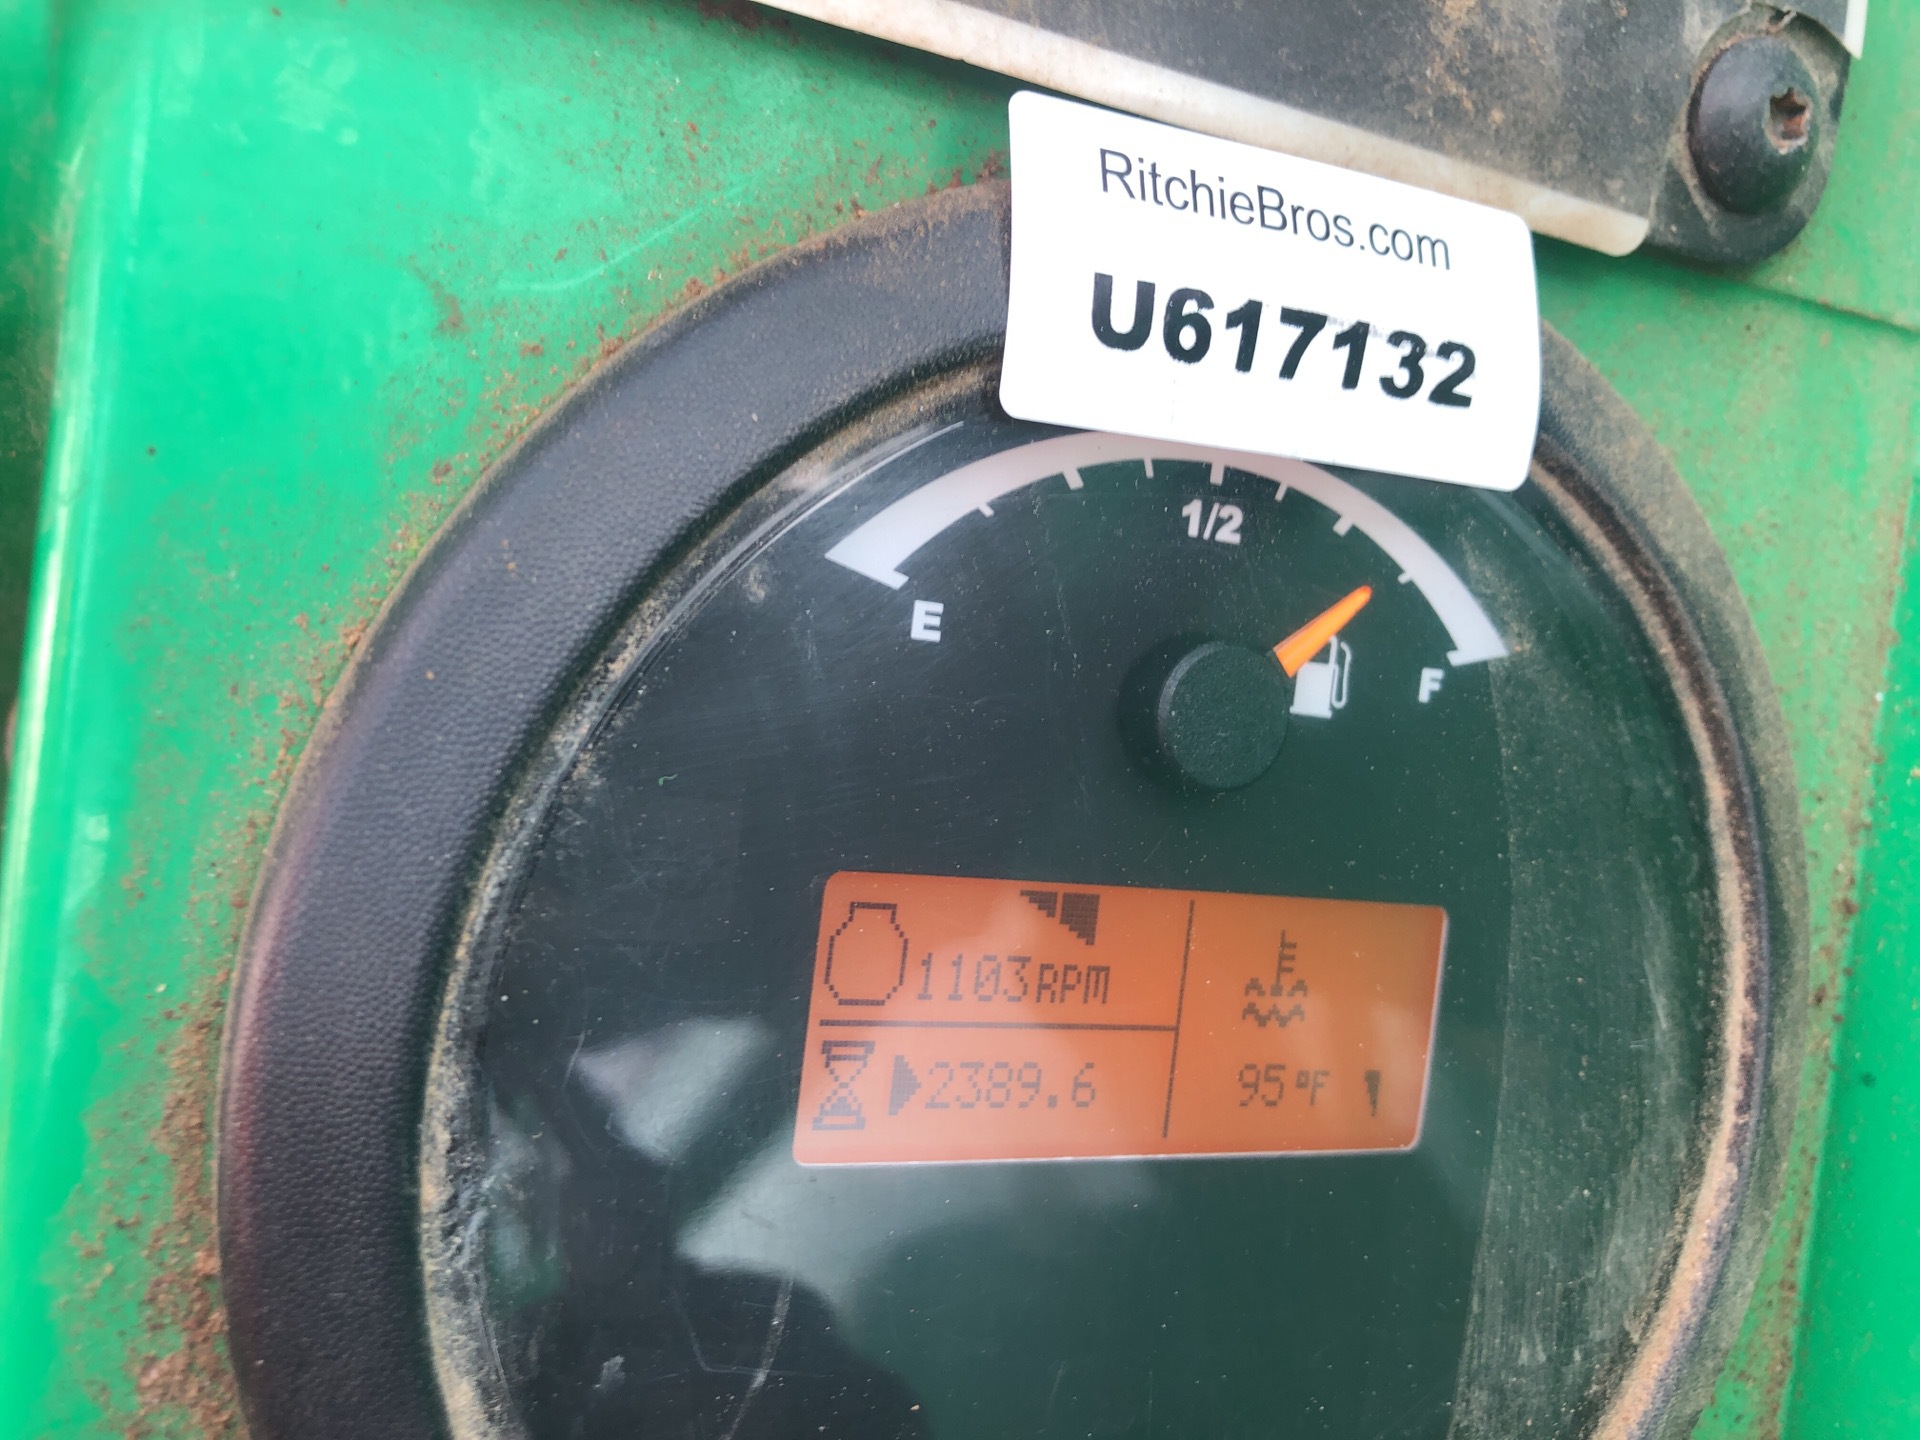 RitchieBros.com
U617132
1/2
E
F
1103RPM
2389.6
95°F